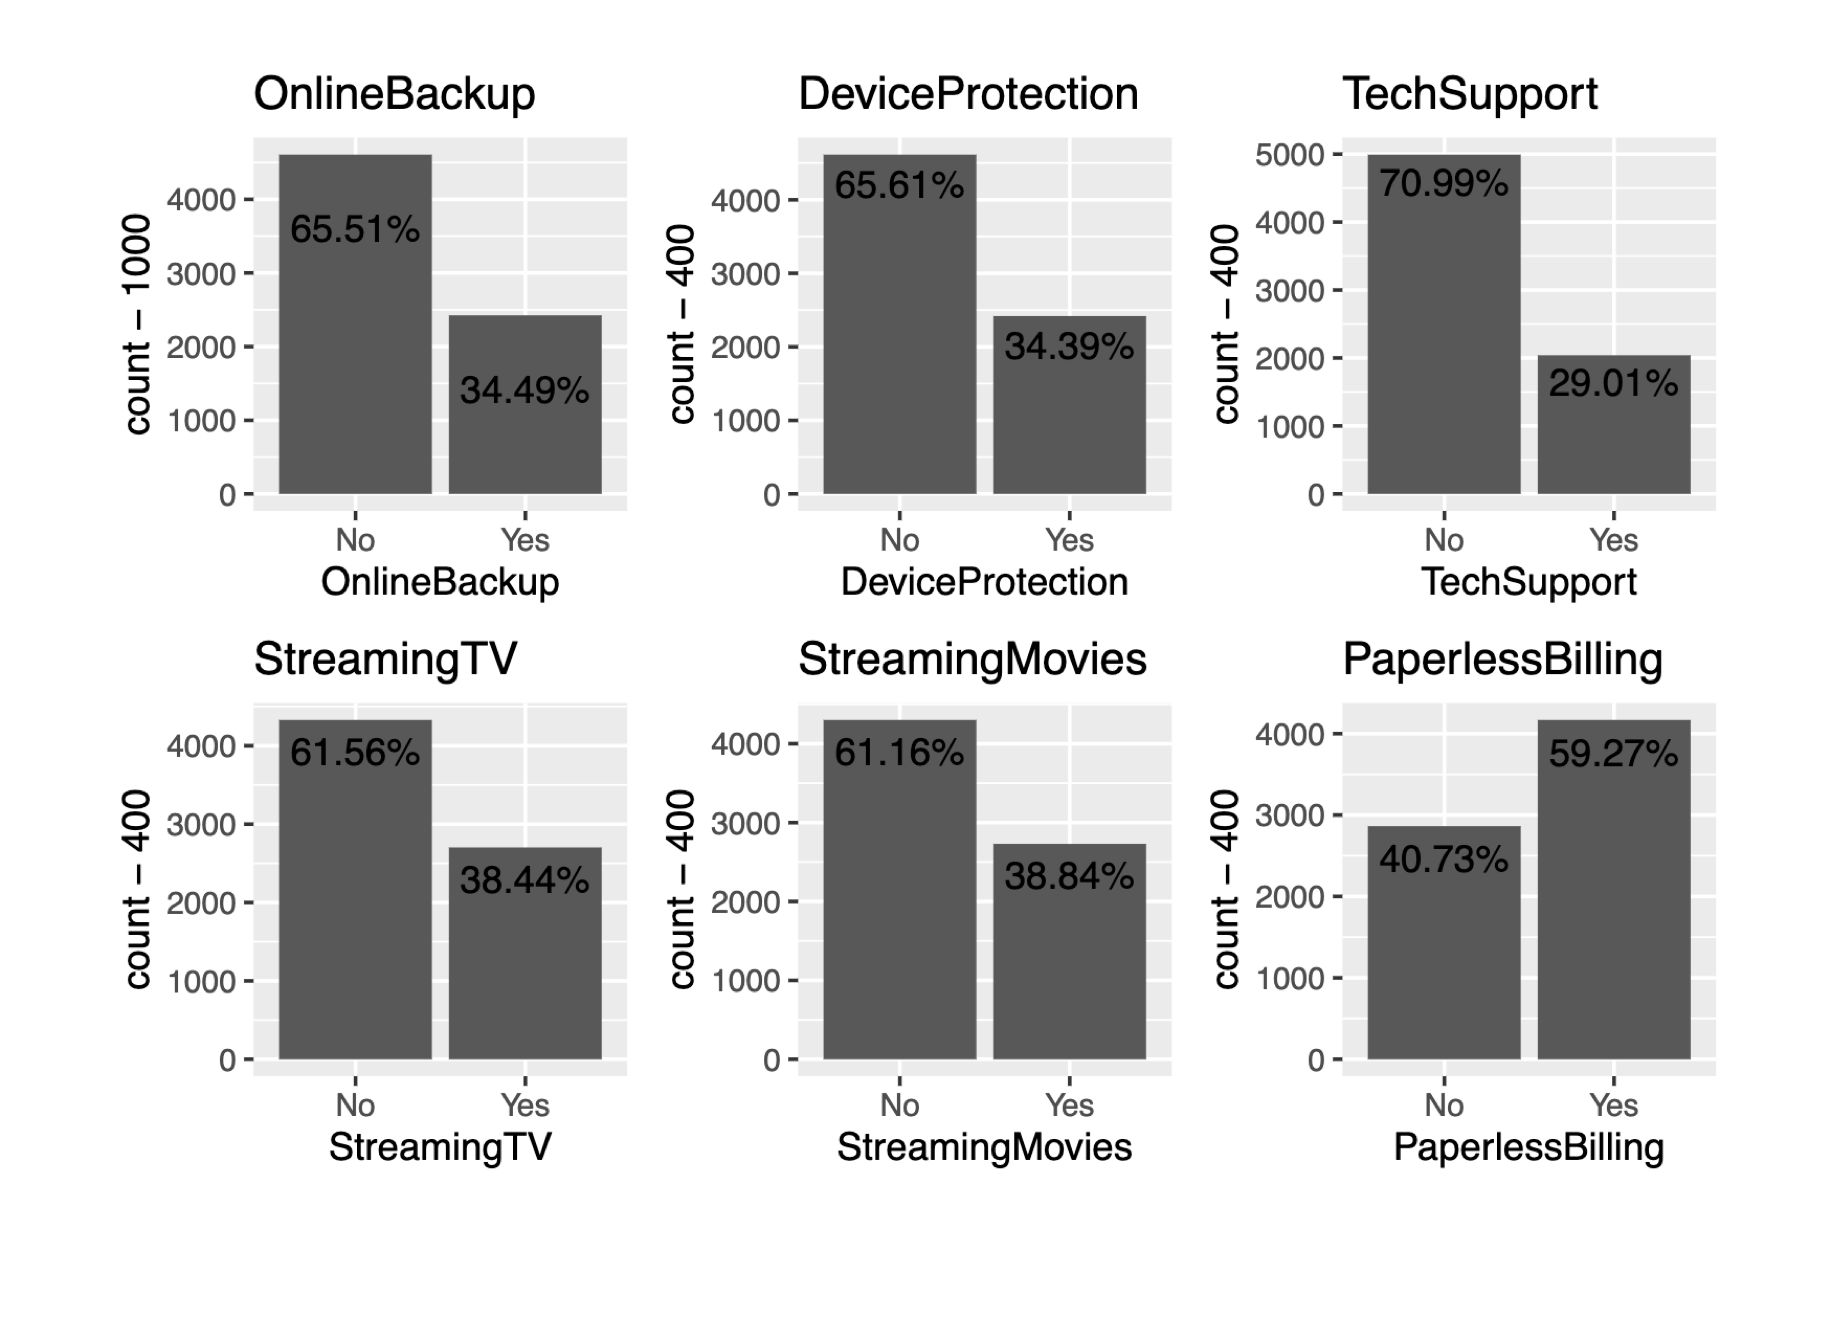 OnlineBackup
count − 1000
4000
3000
2000
1000
0
65.51%
34.49%
No Yes
OnlineBackup
DeviceProtection
count − 400
4000
3000
2000
1000
0
65.61%
34.39%
No Yes
DeviceProtection
TechSupport
count − 400
5000
4000
3000
2000
1000
0
70.99%
29.01%
No Yes
TechSupport
StreamingTV
count − 400
4000
3000
2000
1000
0
61.56%
38.44%
No Yes
StreamingTV
StreamingMovies
count − 400
4000
3000
2000
1000
0
61.16%
38.84%
No Yes
StreamingMovies
PaperlessBilling
count − 400
4000
3000
2000
1000
0
40.73%
59.27%
No Yes
PaperlessBilling